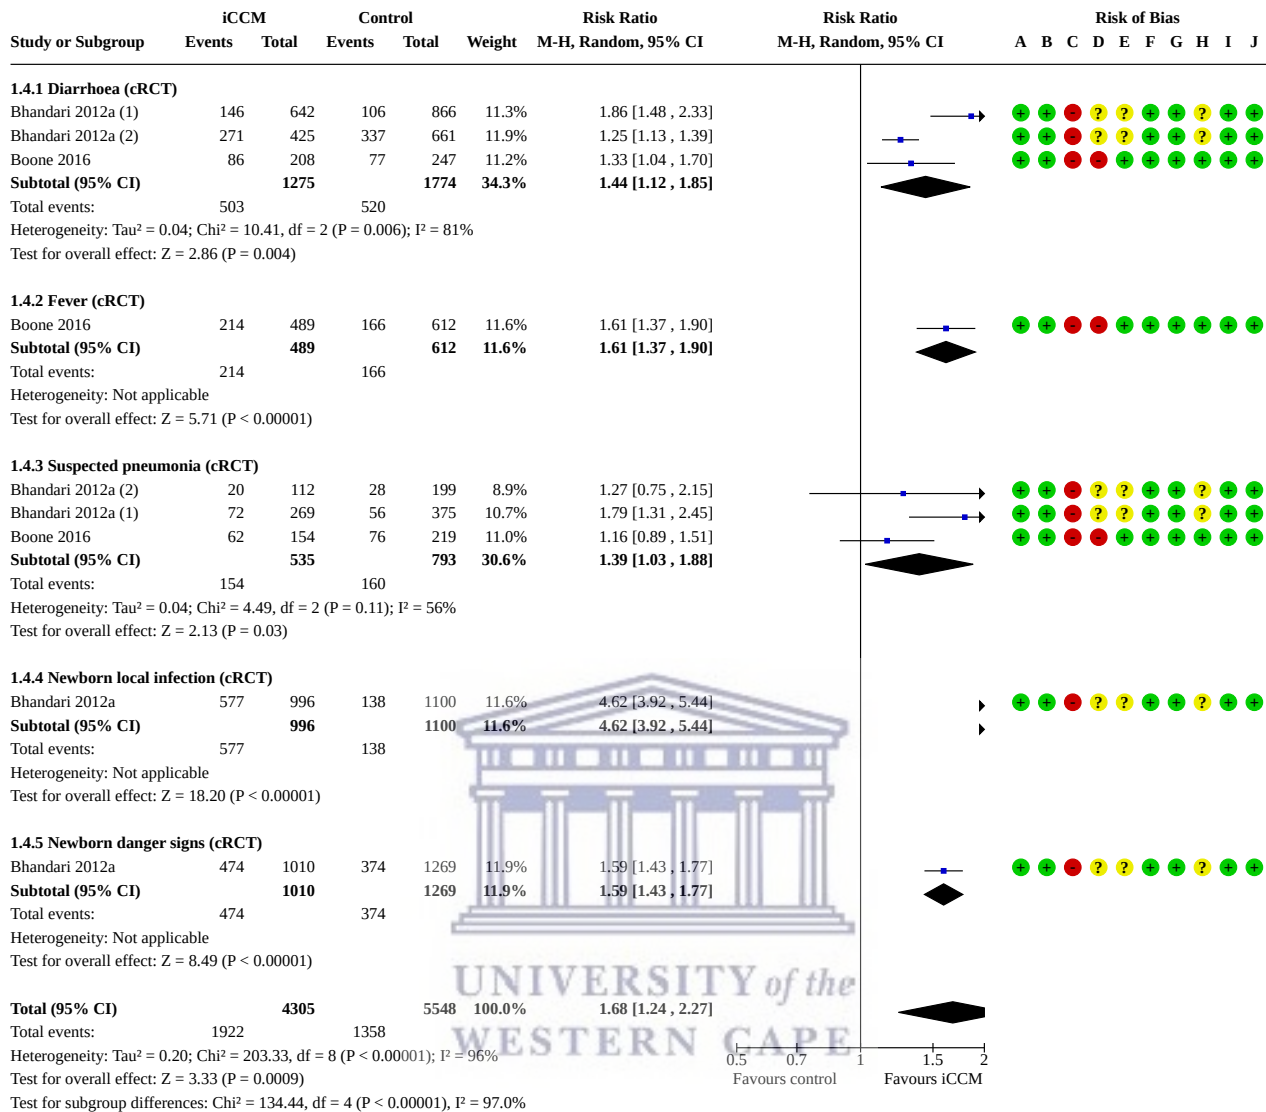 iCCM Control Risk Ratio Risk Ratio Risk of Bias
Study or Subgroup Events Total Events Total Weight M-H, Random, 95% CI M-H, Random, 95% CI A B C D E F G H I J
1.4.1 Diarrhoea (cRCT)
Bhandari 2012a (1) 146 642 106 866 11.3% 1.86 [1.48 , 2.33] + + - ? ? + + ? + +
Bhandari 2012a (2) 271 425 337 661 11.9% 1.25 [1.13 , 1.39] + + - ? ? + + ? + +
Boone 2016 86 208 77 247 11.2% 1.33 [1.04 , 1.70] + + - - + + + + + +
Subtotal (95% CI) 1275 1774 34.3% 1.44 [1.12 , 1.85]
Total events: 503 520
Heterogeneity: Tau² = 0.04; Chi² = 10.41, df = 2 (P = 0.006); I² = 81%
Test for overall effect: Z = 2.86 (P = 0.004)
1.4.2 Fever (cRCT)
Boone 2016 214 489 166 612 11.6% 1.61 [1.37 , 1.90] + + - - + + + + + +
Subtotal (95% CI) 489 612 11.6% 1.61 [1.37 , 1.90]
Total events: 214 166
Heterogeneity: Not applicable
Test for overall effect: Z = 5.71 (P < 0.00001)
1.4.3 Suspected pneumonia (cRCT)
Bhandari 2012a (2) 20 112 28 199 8.9% 1.27 [0.75 , 2.15] + + - ? ? + + ? + +
Bhandari 2012a (1) 72 269 56 375 10.7% 1.79 [1.31 , 2.45] + + - ? ? + + ? + +
Boone 2016 62 154 76 219 11.0% 1.16 [0.89 , 1.51] + + - - + + + + + +
Subtotal (95% CI) 535 793 30.6% 1.39 [1.03 , 1.88]
Total events: 154 160
Heterogeneity: Tau² = 0.04; Chi² = 4.49, df = 2 (P = 0.11); I² = 56%
Test for overall effect: Z = 2.13 (P = 0.03)
1.4.4 Newborn local infection (cRCT)
Bhandari 2012a 577 996 138 1100 11.6% 4.62 [3.92 , 5.44] + + - ? ? + + ? + +
Subtotal (95% CI) 996 1100 11.6% 4.62 [3.92 , 5.44]
Total events: 577 138
Heterogeneity: Not applicable
Test for overall effect: Z = 18.20 (P < 0.00001)
1.4.5 Newborn danger signs (cRCT)
Bhandari 2012a 474 1010 374 1269 11.9% 1.59 [1.43 , 1.77] + + - ? ? + + ? + +
Subtotal (95% CI) 1010 1269 11.9% 1.59 [1.43 , 1.77]
Total events: 474 374
Heterogeneity: Not applicable
Test for overall effect: Z = 8.49 (P < 0.00001)
UNIVERSITY of the
Total (95% CI) 4305 5548 100.0% 1.68 [1.24 , 2.27]
Total events: 1922 1358
WESTERN CAPE
Heterogeneity: Tau² = 0.20; Chi² = 203.33, df = 8 (P < 0.00001); I² = 96%
0.5 0.7 1 1.5 2
Test for overall effect: Z = 3.33 (P = 0.0009) Favours control Favours iCCM
Test for subgroup differences: Chi² = 134.44, df = 4 (P < 0.00001), I² = 97.0%